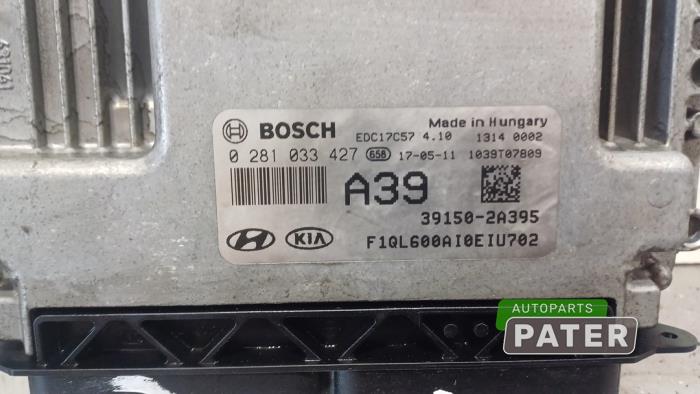 BOSCH EDC17C57 4.10 Made in Hungary 1314 0002
0 281 033 427 658 17-05-11 1039T07809
A39
39150-2A395
KIA F1QL600AI0EIU702
AUTOPARTS
PATER